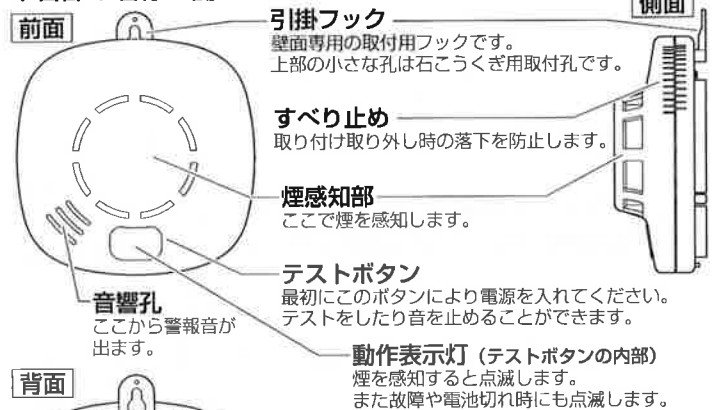 前面
引掛フック
壁面専用の取付用フックです。
上部の小さな孔は石こうくぎ用取付孔です。
側面
すべり止め
取り付け取り外し時の落下を防止します。
煙感知部
ここで煙を感知します。
テストボタン
最初にこのボタンにより電源を入れてください。
テストをしたり音を止めることができます。
音響孔
ここから警報音が
出ます。
動作表示灯（テストボタンの内部）
煙を感知すると点滅します。
また故障や電池切れ時にも点滅します。
背面